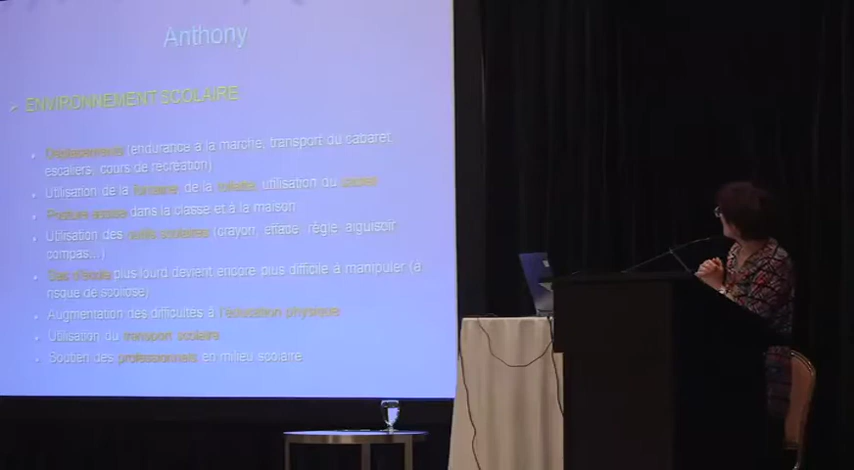 Anthony
ENVIRONNEMENT SCOLAIRE
Déplacements (endurance à la marche, transport du cabaret,
escaliers, cours de récréation)
Utilisation de la fontaine, de la toilette, utilisation du casier
Posture assise dans la classe et à la maison
Utilisation des outils scolaires (crayon, efface, règle, aiguisoir,
compas...)
Sac d'école plus lourd devient encore plus difficile à manipuler (à
risque de scoliose)
Augmentation des difficultés à l'éducation physique
Utilisation du transport scolaire
Soutien des professionnels en milieu scolaire